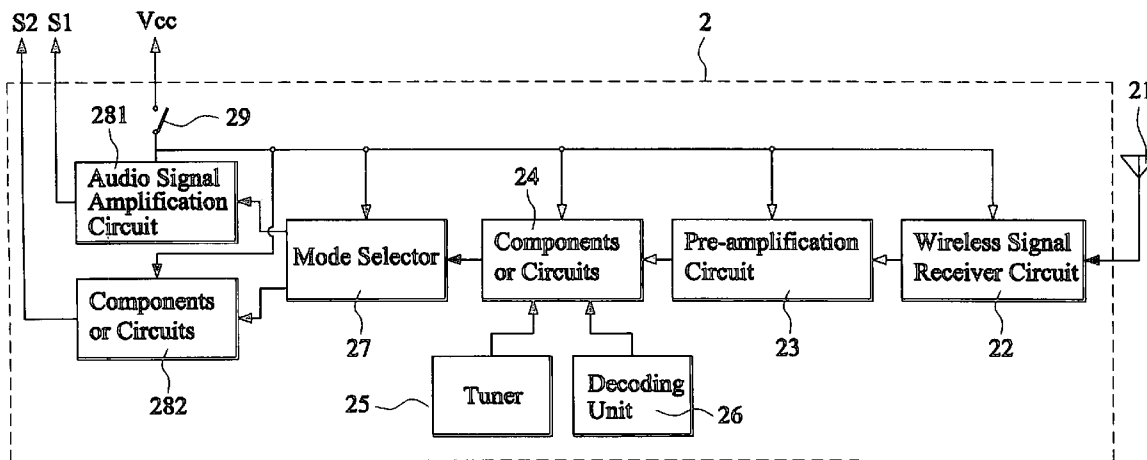 S2 S1 Vcc
2
21
281
29
Audio Signal
Amplification
Circuit
24
Mode Selector
Components
or Circuits
Pre-amplification
Circuit
Wireless Signal
Receiver Circuit
Components
or Circuits
27
23
22
282
25
Tuner
Decoding
Unit
26